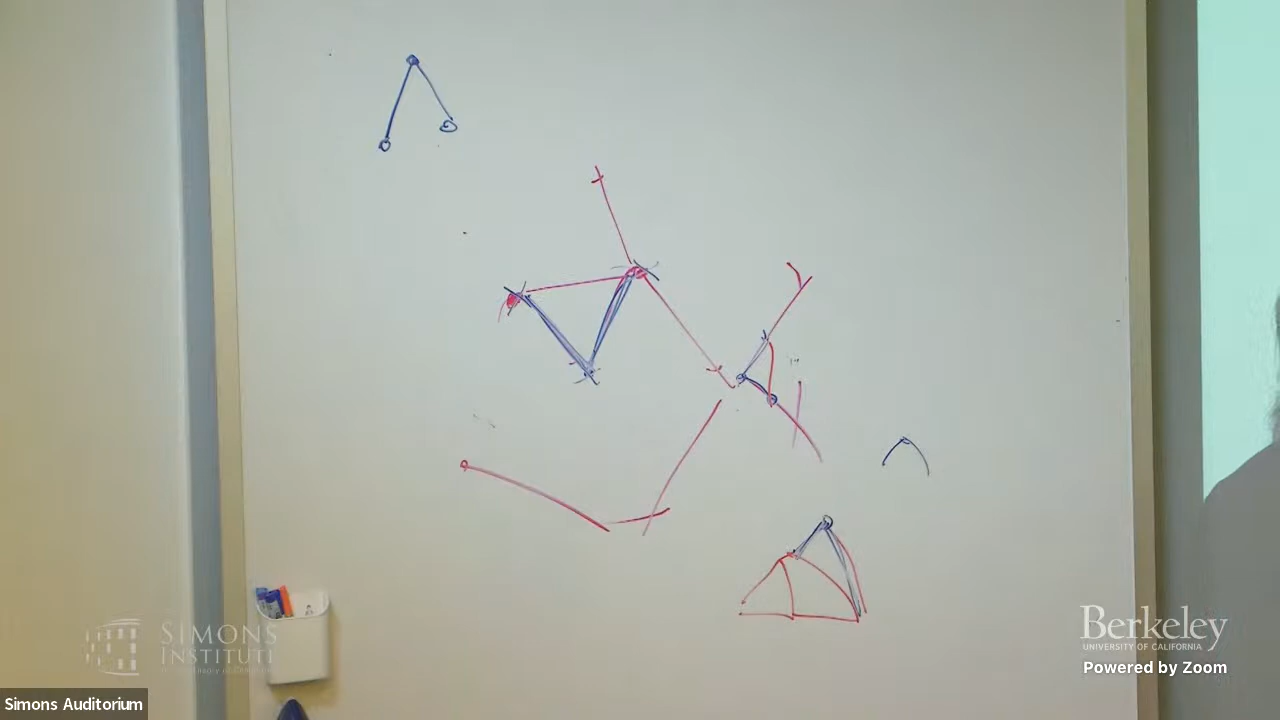 SIMONS
INSTITUTE
Berkeley
UNIVERSITY OF CALIFORNIA
Powered by Zoom
Simons Auditorium